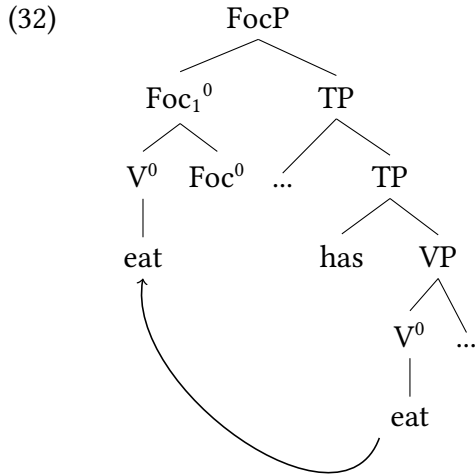 (32) FocP
Foc₁⁰ TP
V⁰ Foc⁰ ... TP
eat has VP
V⁰ ...
eat